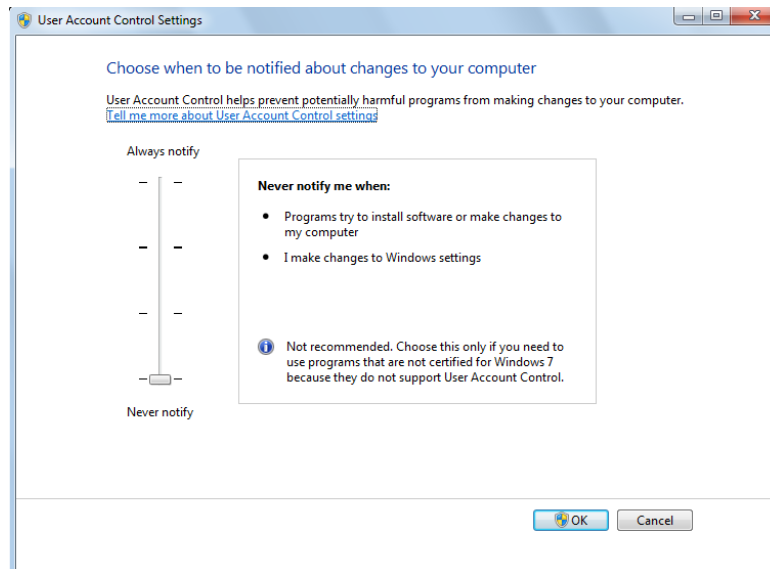 User Account Control Settings
Choose when to be notified about changes to your computer
User Account Control helps prevent potentially harmful programs from making changes to your computer.
Tell me more about User Account Control settings
Always notify
Never notify me when:
• Programs try to install software or make changes to
my computer
• I make changes to Windows settings
Not recommended. Choose this only if you need to
use programs that are not certified for Windows 7
because they do not support User Account Control.
Never notify
OK
Cancel